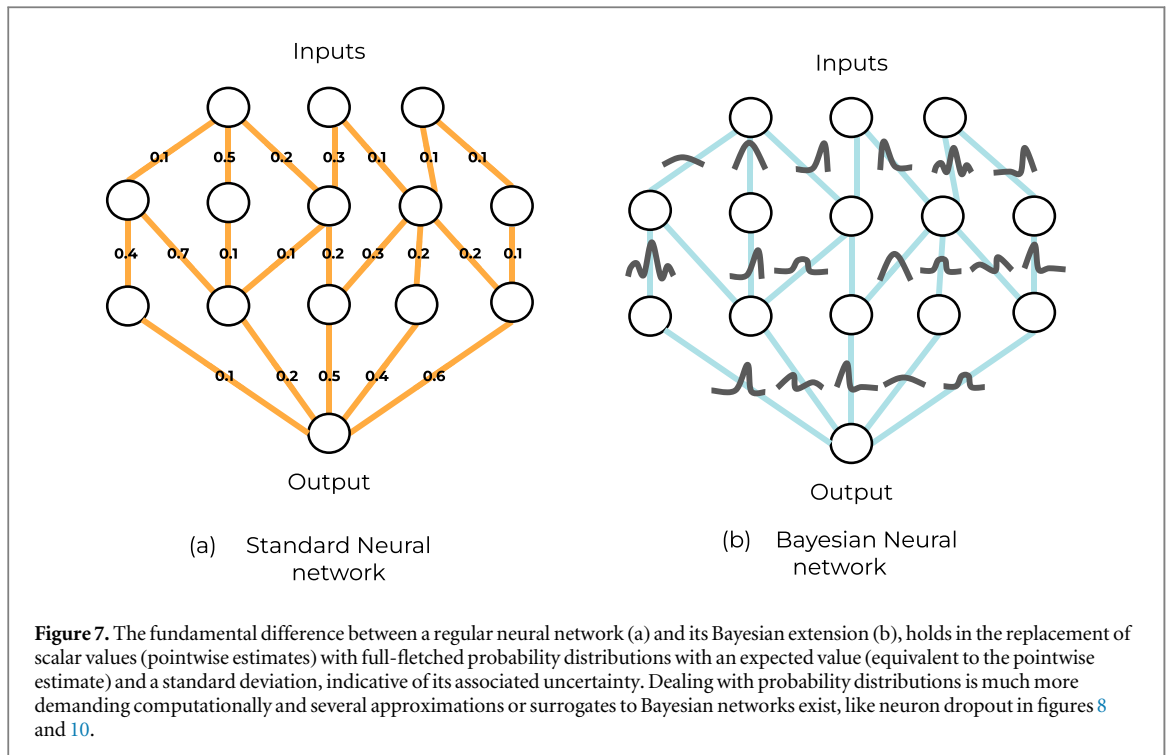 Inputs
0.1 0.5 0.2 0.3 0.1 0.1 0.1
0.4 0.7 0.1 0.1 0.2 0.3 0.2 0.2 0.1
0.1 0.2 0.5 0.4 0.6
Output
(a) Standard Neural
network
Inputs
Output
(b) Bayesian Neural
network
Figure 7. The fundamental difference between a regular neural network (a) and its Bayesian extension (b), holds in the replacement of
scalar values (pointwise estimates) with full-fletched probability distributions with an expected value (equivalent to the pointwise
estimate) and a standard deviation, indicative of its associated uncertainty. Dealing with probability distributions is much more
demanding computationally and several approximations or surrogates to Bayesian networks exist, like neuron dropout in figures 8
and 10.